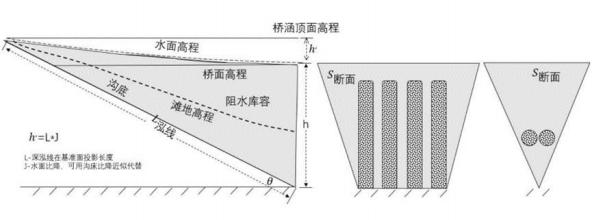 桥涵顶面高程
水面高程
h'
桥面高程
沟底
阻水库容
滩地高程
L泓线
h
h'=L*J
L-深泓线在基准面投影长度
J-水面比降，可用沟床比降近似代替
θ
S断面
S断面